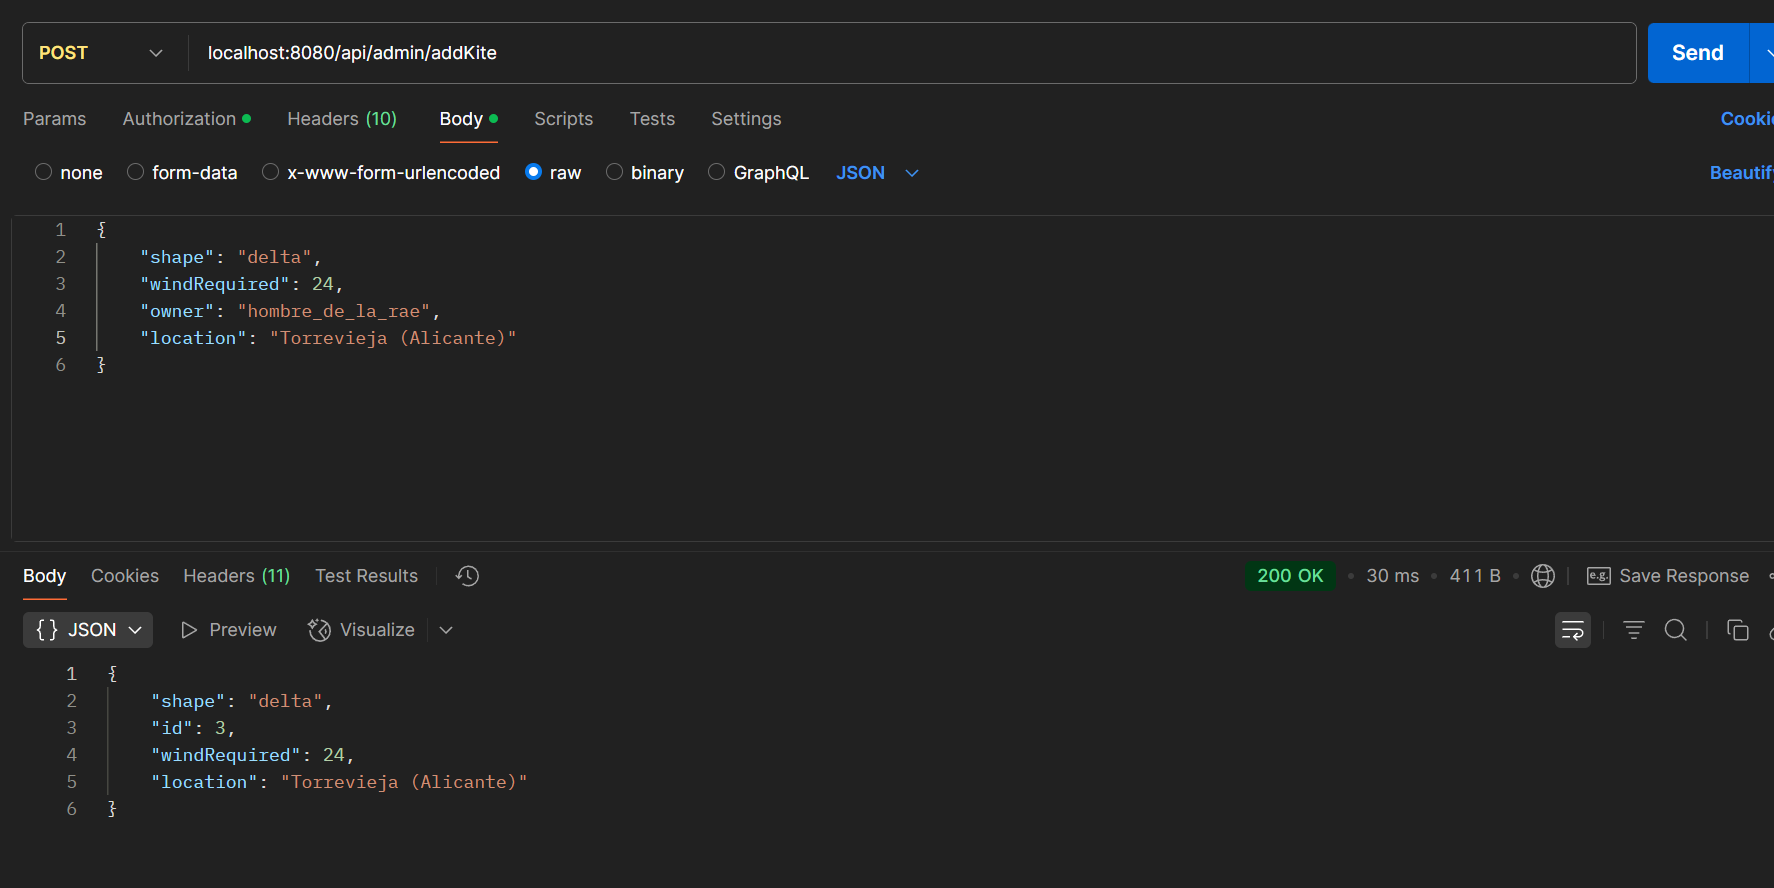 POST localhost:8080/api/admin/addKite Send
Params Authorization Headers (10) Body Scripts Tests Settings
none form-data x-www-form-urlencoded raw binary GraphQL JSON
1 {
2 "shape": "delta",
3 "windRequired": 24,
4 "owner": "hombre_de_la_rae",
5 "location": "Torrevieja (Alicante)"
6 }
Body Cookies Headers (11) Test Results 200 OK • 30 ms • 411 B • e.g. Save Response
{} JSON Preview Visualize
1 {
2 "shape": "delta",
3 "id": 3,
4 "windRequired": 24,
5 "location": "Torrevieja (Alicante)"
6 }